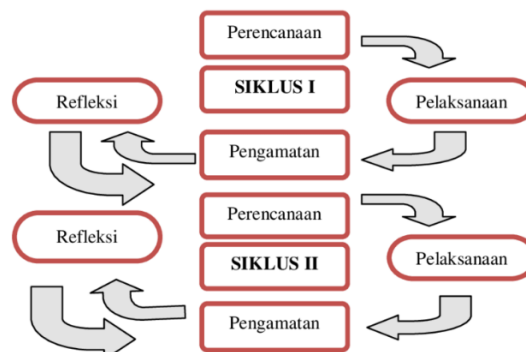 Perencanaan
SIKLUS I
Refleksi
Pelaksanaan
Pengamatan
Perencanaan
Refleksi
SIKLUS II
Pelaksanaan
Pengamatan